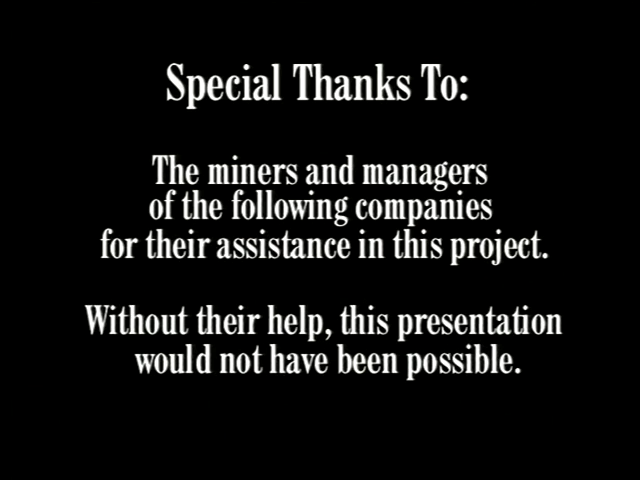 Special Thanks To:
The miners and managers
of the following companies
for their assistance in this project.
Without their help, this presentation
would not have been possible.